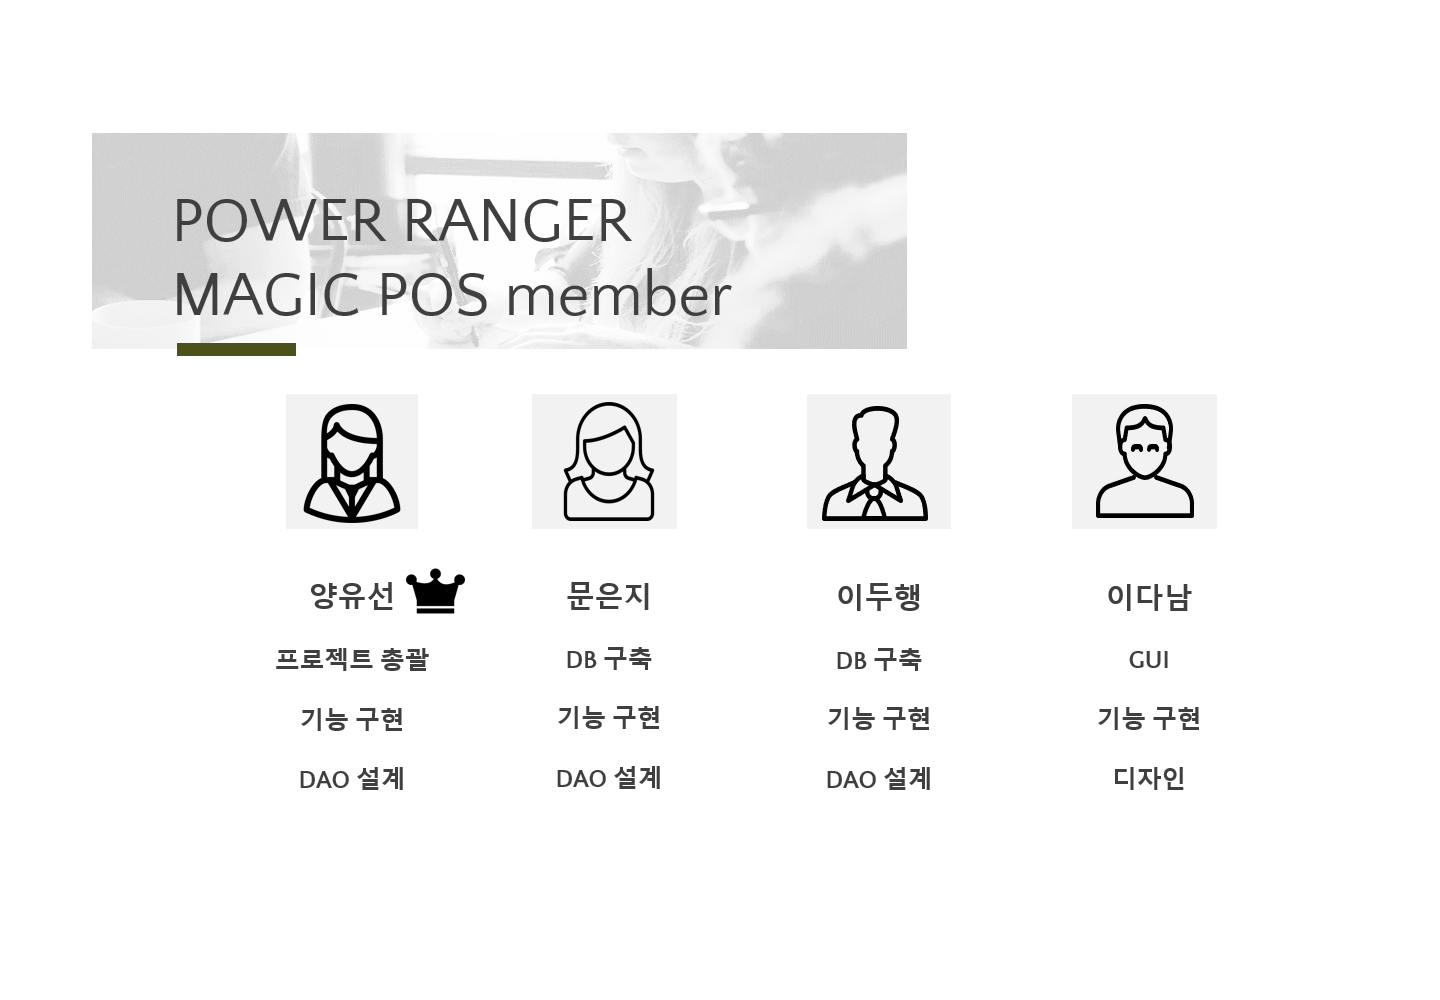 POWER RANGER
MAGIC POS member
양유선
프로젝트 총괄
기능 구현
DAO 설계
문은지
DB 구축
기능 구현
DAO 설계
이두행
DB 구축
기능 구현
DAO 설계
이다남
GUI
기능 구현
디자인